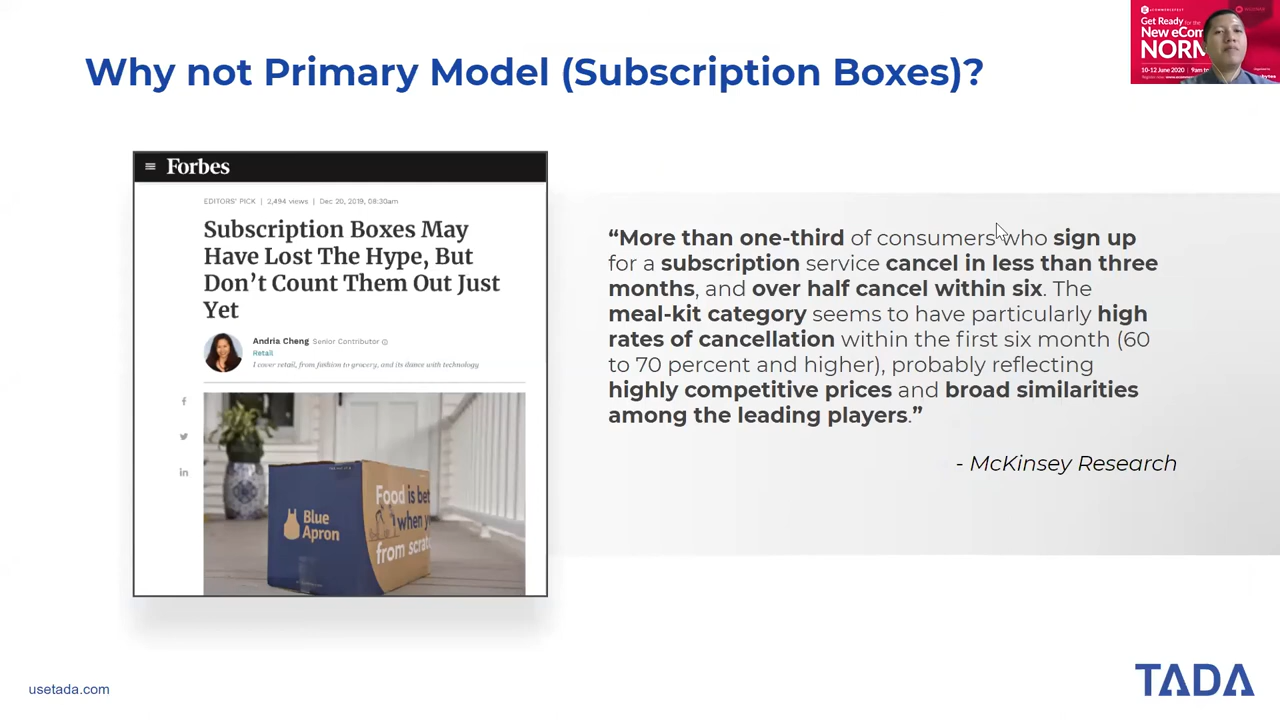 Why not Primary Model (Subscription Boxes)?
Get Ready for the
New eCom
NORM
10-12 June 2020 | 9am to
Forbes
EDITORS' PICK | 2,494 views | Dec 20, 2019, 08:30am
Subscription Boxes May
Have Lost The Hype, But
Don't Count Them Out Just
Yet
Andria Cheng Senior Contributor
Retail
I cover retail, from fashion to grocery, and its dance with technology
Blue
Apron
Food is bet
when y
from scrat
“More than one-third of consumers who sign up
for a subscription service cancel in less than three
months, and over half cancel within six. The
meal-kit category seems to have particularly high
rates of cancellation within the first six month (60
to 70 percent and higher), probably reflecting
highly competitive prices and broad similarities
among the leading players.”
- McKinsey Research
usetada.com
TADA